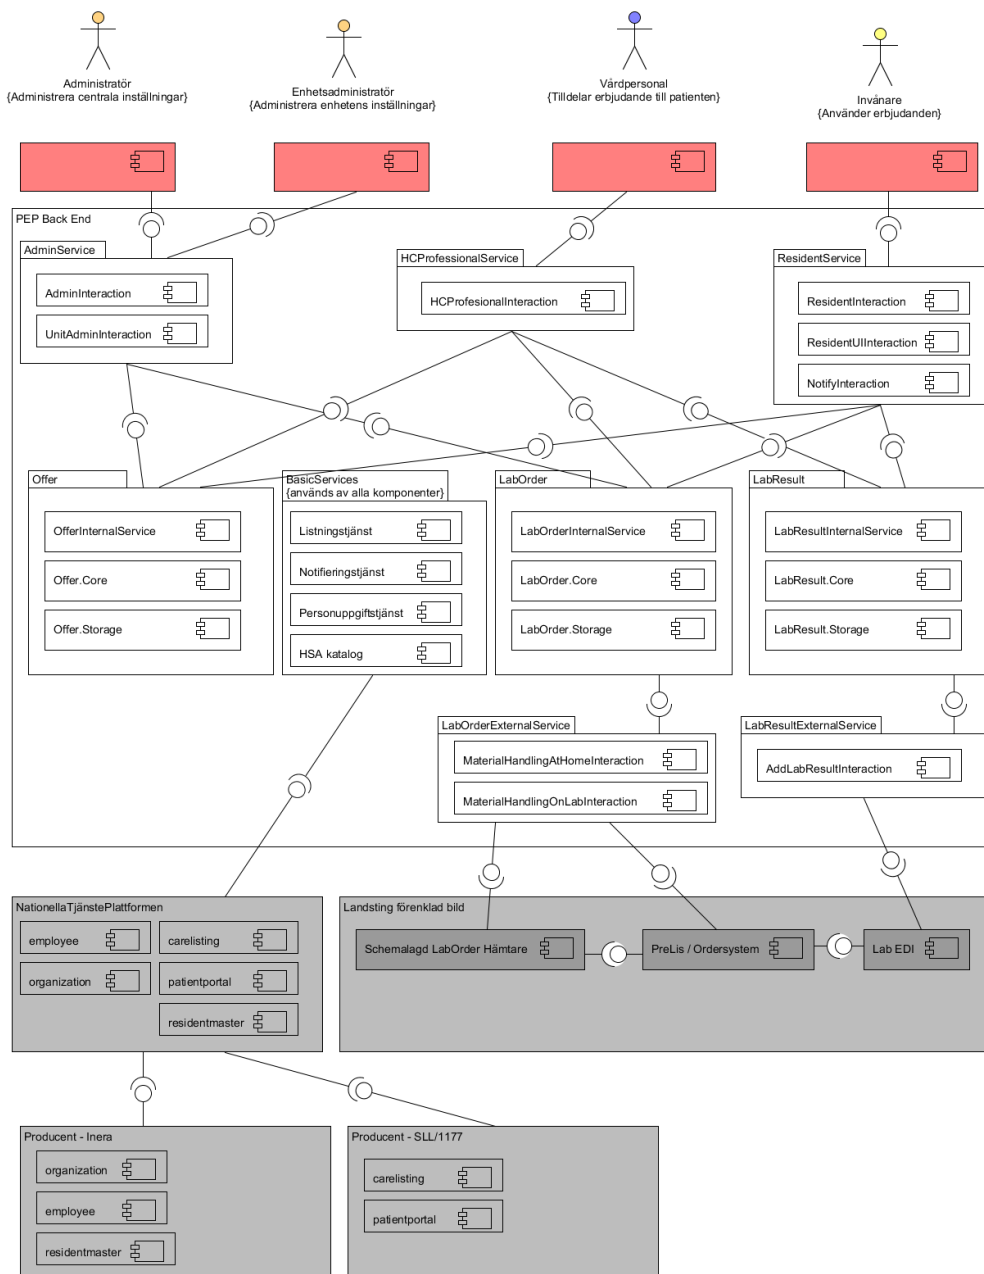 Administratör
{Administrera centrala inställningar}
Enhetsadministratör
{Administrera enhetens inställningar}
Vårdpersonal
{Tilldelar erbjudande till patienten}
Invånare
{Använder erbjudanden}
PEP Back End
AdminService
AdminInteraction
UnitAdminInteraction
HCProfessionalService
HCProfesionalInteraction
ResidentService
ResidentInteraction
ResidentUIInteraction
NotifyInteraction
Offer
OfferInternalService
Offer.Core
Offer.Storage
BasicServices
{används av alla komponenter}
Listningstjänst
Notifieringstjänst
Personuppgiftstjänst
HSA katalog
LabOrder
LabOrderInternalService
LabOrder.Core
LabOrder.Storage
LabResult
LabResultInternalService
LabResult.Core
LabResult.Storage
LabOrderExternalService
MaterialHandlingAtHomeInteraction
MaterialHandlingOnLabInteraction
LabResultExternalService
AddLabResultInteraction
NationellaTjänstePlattformen
employee
carelisting
organization
patientportal
residentmaster
Landsting förenklad bild
Schemalagd LabOrder Hämtare
PreLis / Ordersystem
Lab EDI
Producent - Inera
organization
employee
residentmaster
Producent - SLL/1177
carelisting
patientportal